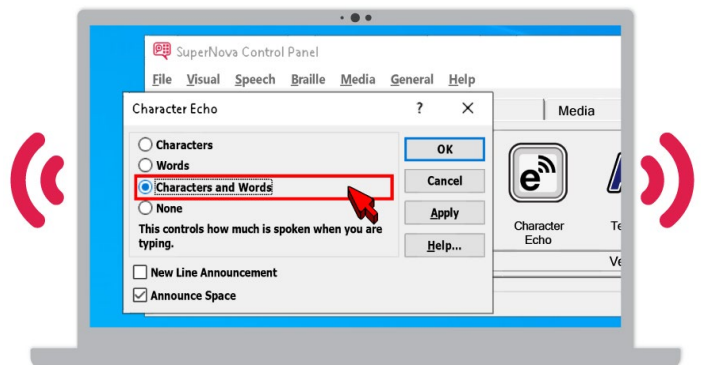 SuperNova Control Panel
File Visual Speech Braille Media General Help
Character Echo ? X
Media
Characters
Words
Characters and Words
None
This controls how much is spoken when you are
typing.
New Line Announcement
Announce Space
OK
Cancel
Apply
Help...
e
Character
Echo